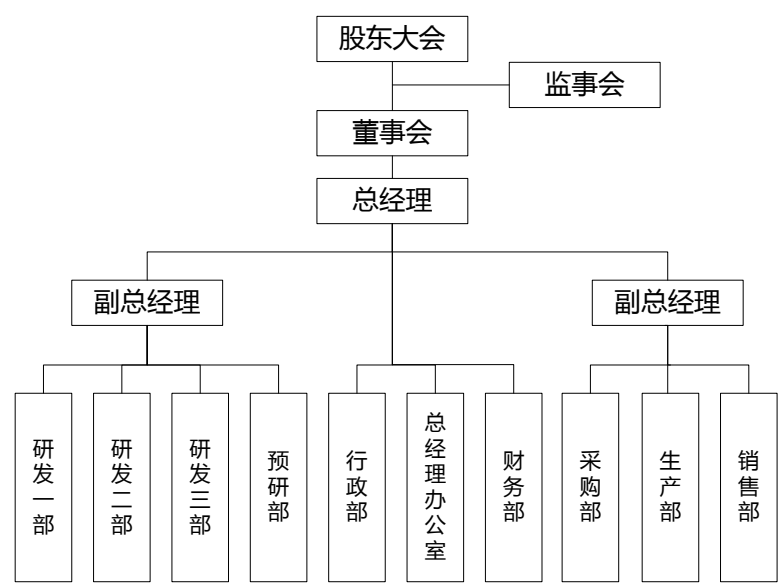 股东大会
监事会
董事会
总经理
副总经理
副总经理
研发一部
研发二部
研发三部
预研部
行政部
总经理办公室
财务部
采购部
生产部
销售部